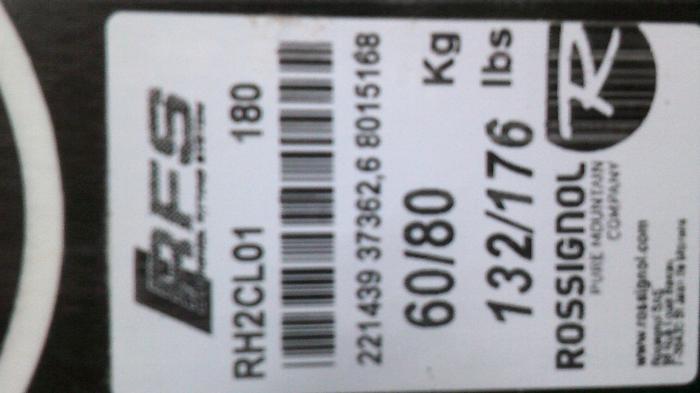 RFS
RH2CL01 180
221439 37362,6 8015168
60/80 Kg
132/176 lbs
R
ROSSIGNOL
PURE MOUNTAIN
COMPANY
www.rossignol.com